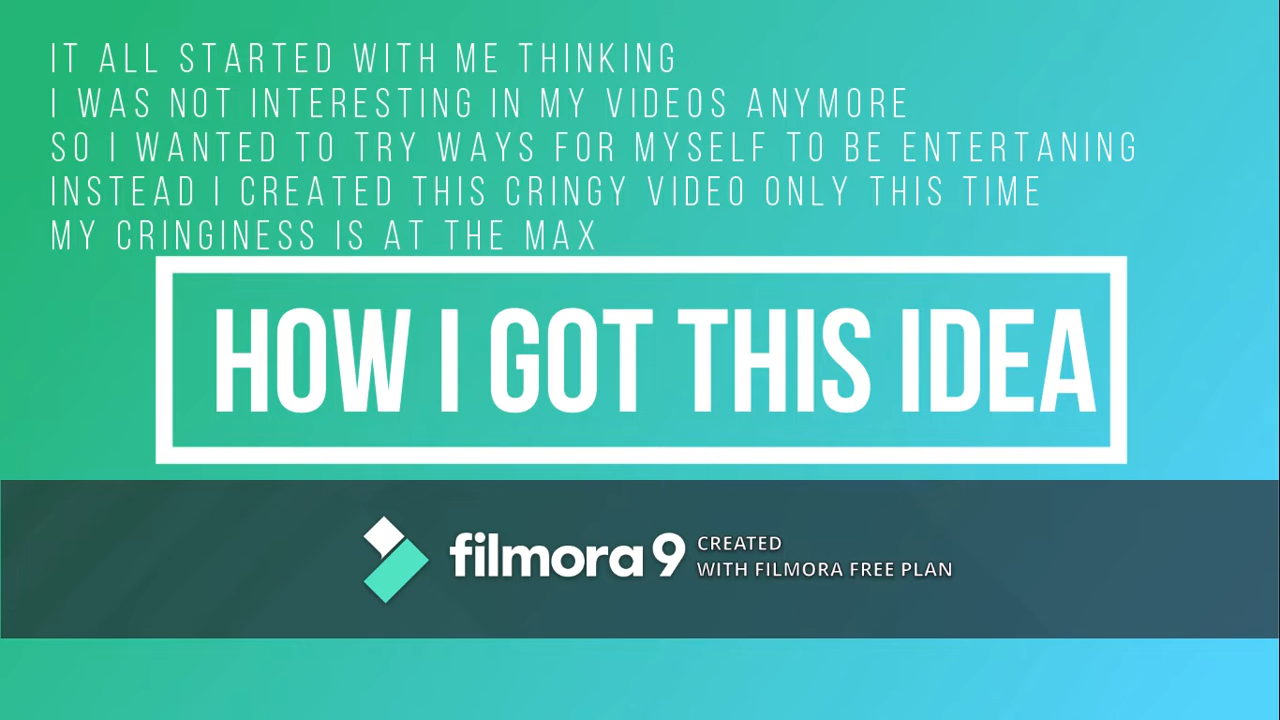 IT ALL STARTED WITH ME THINKING
I WAS NOT INTERESTING IN MY VIDEOS ANYMORE
SO I WANTED TO TRY WAYS FOR MYSELF TO BE ENTERTANING
INSTEAD I CREATED THIS CRINGY VIDEO ONLY THIS TIME
MY CRINGINESS IS AT THE MAX
HOW I GOT THIS IDEA
filmora 9
CREATED
WITH FILMORA FREE PLAN